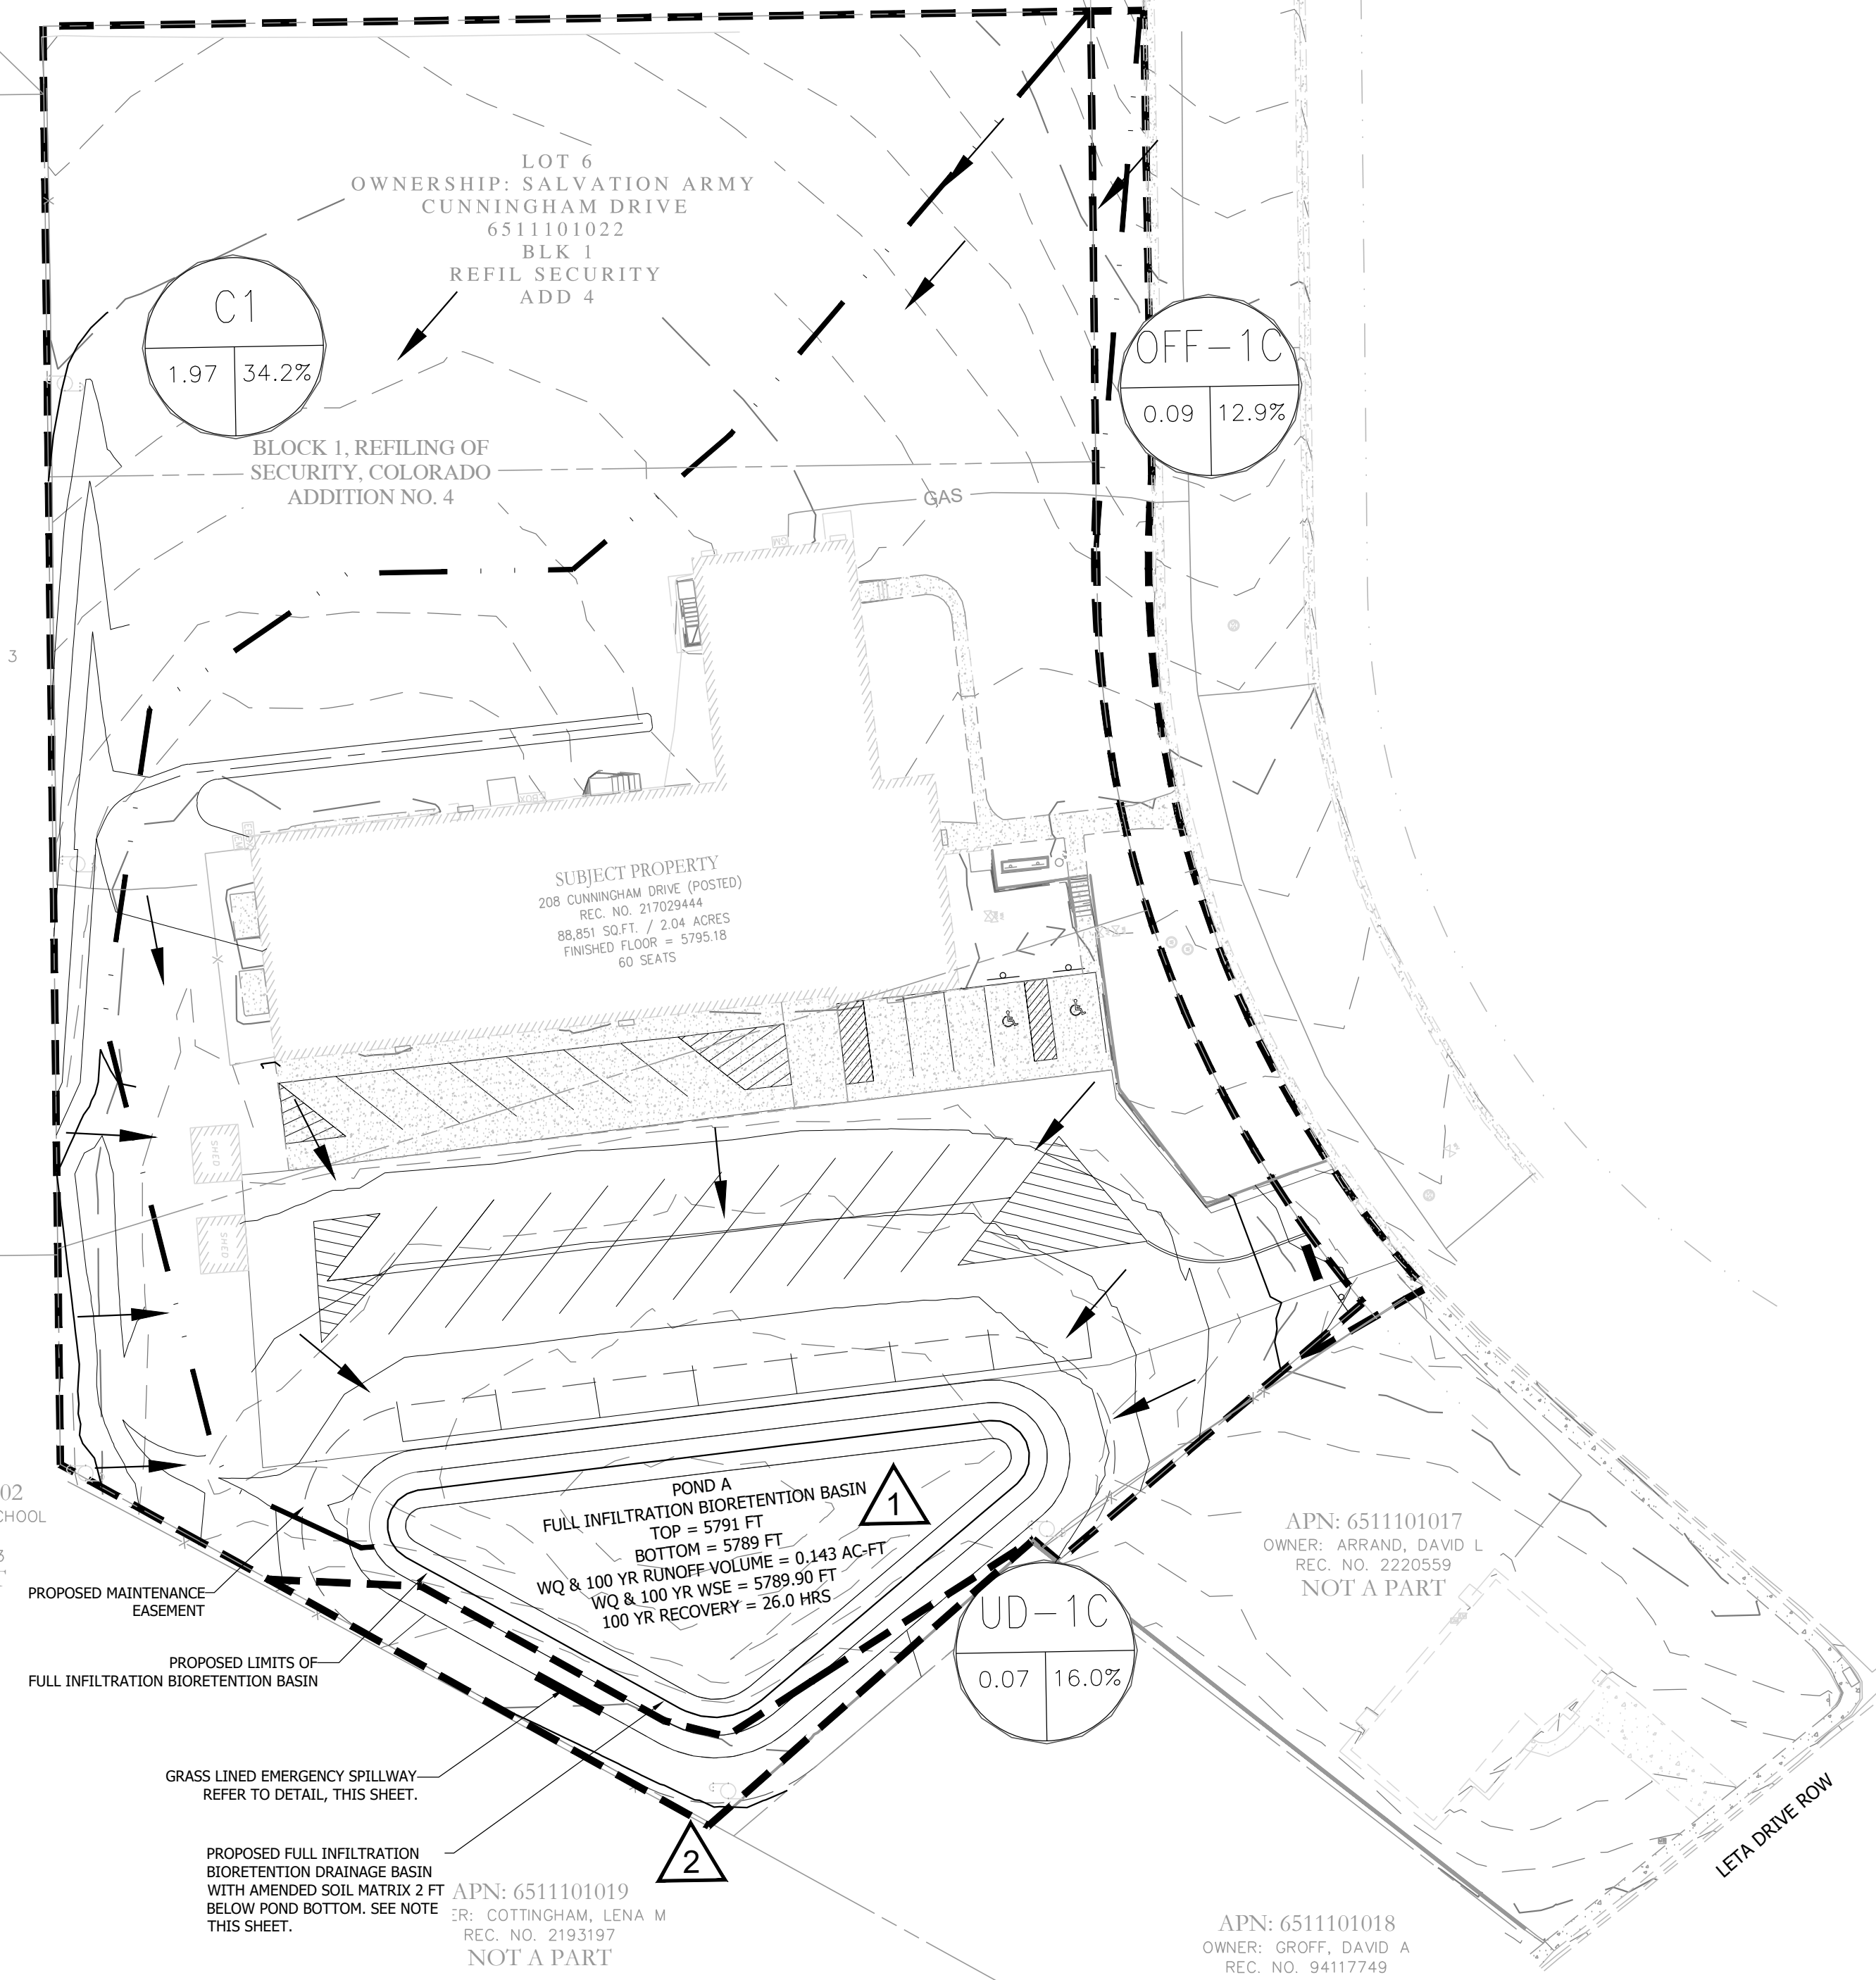 LOT 6
OWNERSHIP: SALVATION ARMY
CUNNINGHAM DRIVE
6511101022
BLK 1
REFIL SECURITY
ADD 4
C1
1.97 34.2%
OFF-1C
0.09 12.9%
BLOCK 1, REFILING OF
SECURITY, COLORADO
ADDITION NO. 4
GAS
GM
3
SUBJECT PROPERTY
208 CUNNINGHAM DRIVE (POSTED)
REC. NO. 217029444
88,851 SQ.FT. / 2.04 ACRES
FINISHED FLOOR = 5795.18
60 SEATS
SHED
SHED
POND A
FULL INFILTRATION BIORETENTION BASIN
TOP = 5791 FT
BOTTOM = 5789 FT
WQ & 100 YR RUNOFF VOLUME = 0.143 AC-FT
WQ & 100 YR WSE = 5789.90 FT
100 YR RECOVERY = 26.0 HRS
1
02
CHOOL
3
PROPOSED MAINTENANCE
EASEMENT
PROPOSED LIMITS OF
FULL INFILTRATION BIORETENTION BASIN
UD-1C
0.07 16.0%
APN: 6511101017
OWNER: ARRAND, DAVID L
REC. NO. 2220559
NOT A PART
GRASS LINED EMERGENCY SPILLWAY
REFER TO DETAIL, THIS SHEET.
PROPOSED FULL INFILTRATION
BIORETENTION DRAINAGE BASIN
WITH AMENDED SOIL MATRIX 2 FT
BELOW POND BOTTOM. SEE NOTE
THIS SHEET.
2
APN: 6511101019
ER: COTTINGHAM, LENA M
REC. NO. 2193197
NOT A PART
LETA DRIVE ROW
APN: 6511101018
OWNER: GROFF, DAVID A
REC. NO. 94117749